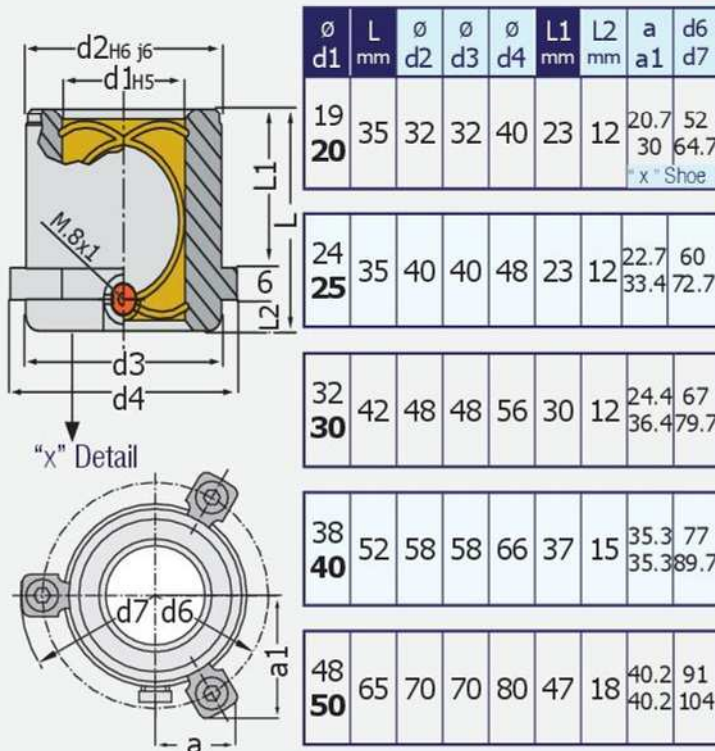 d2H6 j6
d1H5
L1
L
M.8x1
6
L2
d3
d4
“x” Detail
d7 d6
a1
a
Ø d1 L mm Ø d2 Ø d3 Ø d4 L1 mm L2 mm a a1 d6 d7
19 20 35 32 32 40 23 12 20.7 30 52 64.7
"x" Shoe
24 25 35 40 40 48 23 12 22.7 33.4 60 72.7
32 30 42 48 48 56 30 12 24.4 36.4 67 79.7
38 40 52 58 58 66 37 15 35.3 35.3 77 89.7
48 50 65 70 70 80 47 18 40.2 40.2 91 104